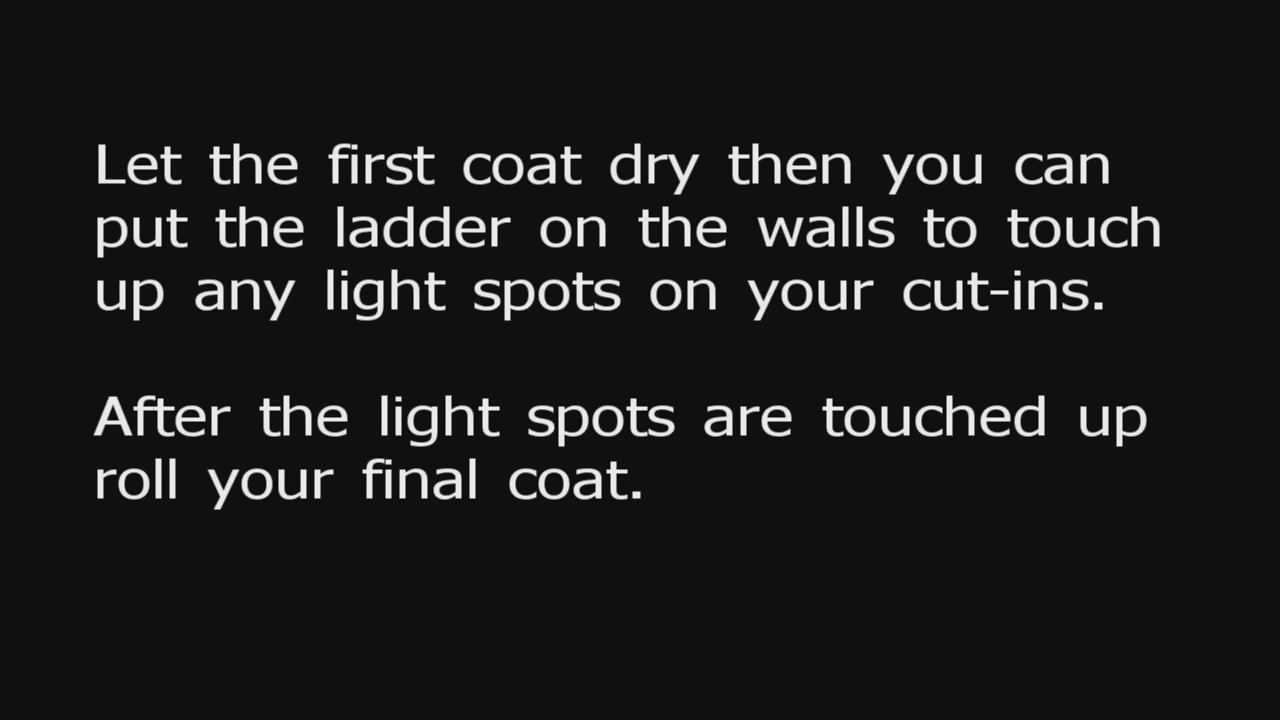 Let the first coat dry then you can
put the ladder on the walls to touch
up any light spots on your cut-ins.
After the light spots are touched up
roll your final coat.